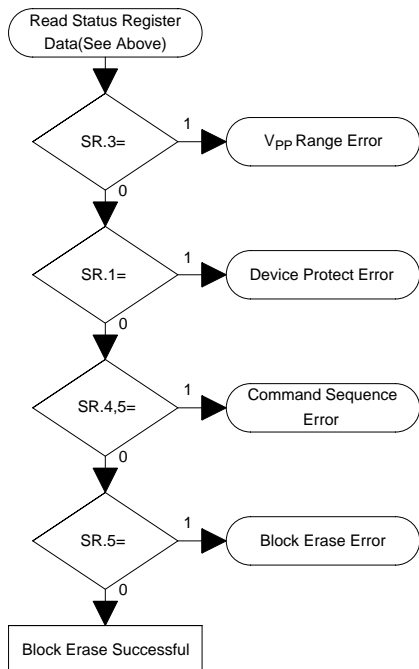 Read Status Register
Data(See Above)
SR.3=
1
VPP Range Error
0
SR.1=
1
Device Protect Error
0
SR.4,5=
1
Command Sequence
Error
0
SR.5=
1
Block Erase Error
0
Block Erase Successful